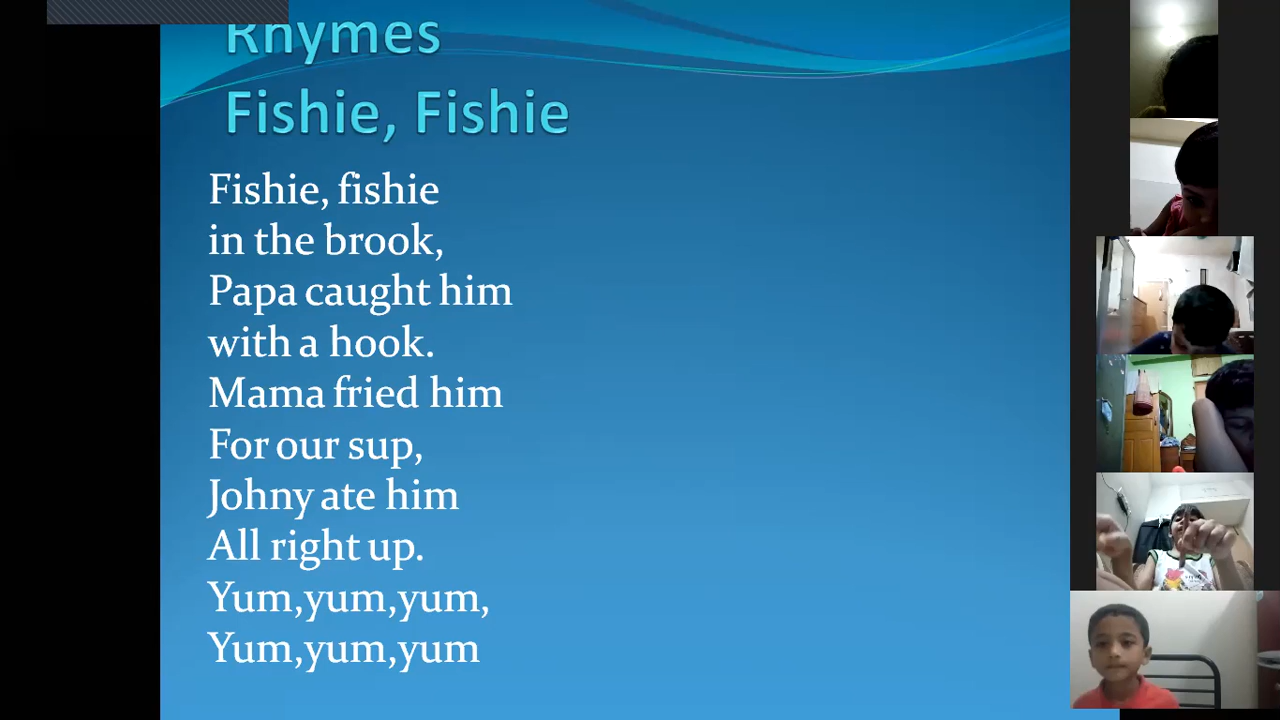 Rhymes
Fishie, Fishie
Fishie, fishie
in the brook,
Papa caught him
with a hook.
Mama fried him
For our sup,
Johny ate him
All right up.
Yum,yum,yum,
Yum,yum,yum